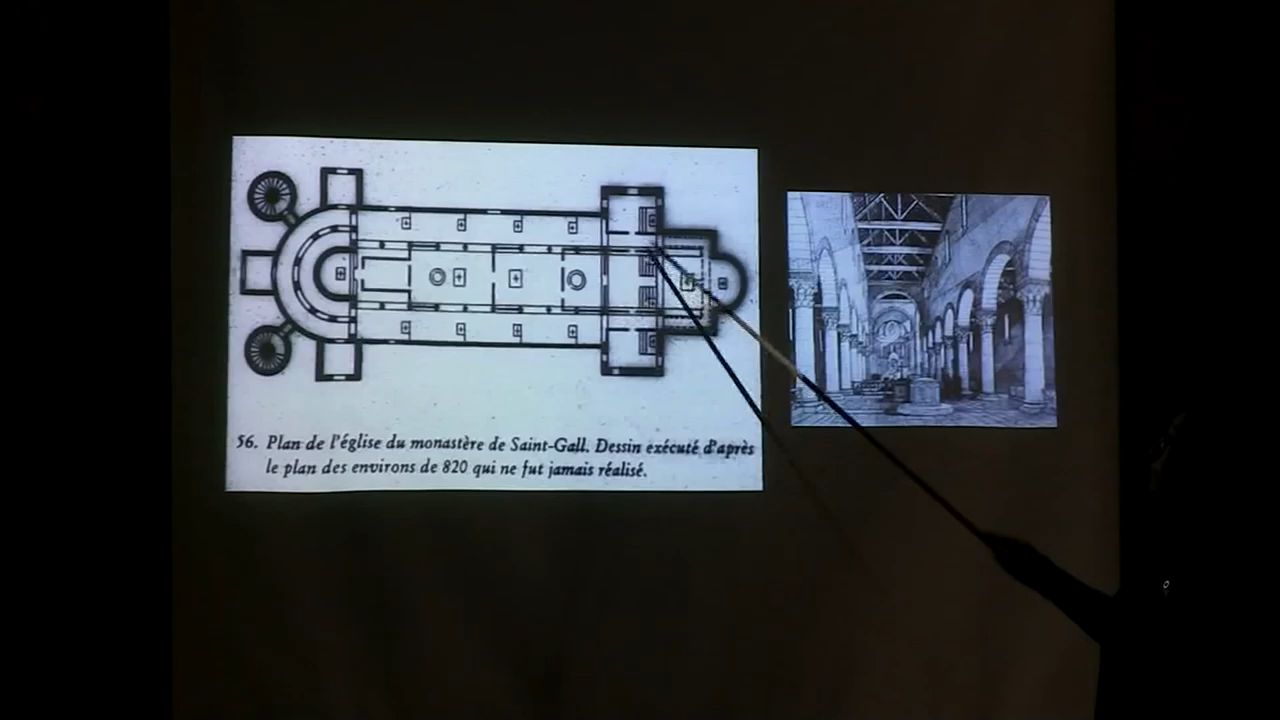 56. Plan de l'église du monastère de Saint-Gall. Dessin exécuté d'après
le plan des environs de 820 qui ne fut jamais réalisé.